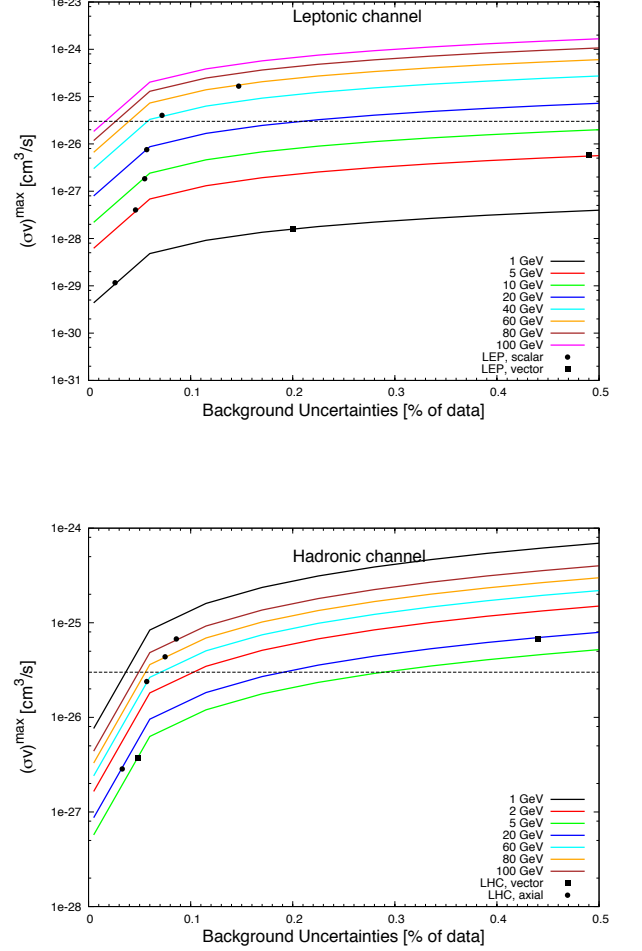 Leptonic channel
1e-23
1e-24
1e-25
1e-26
1e-27
1e-28
1e-29
1e-30
1e-31
(σv)^max [cm³/s]
1 GeV
5 GeV
10 GeV
20 GeV
40 GeV
60 GeV
80 GeV
100 GeV
LEP, scalar
LEP, vector
0 0.1 0.2 0.3 0.4 0.5
Background Uncertainties [% of data]
Hadronic channel
1e-24
1e-25
1e-26
1e-27
1e-28
(σv)^max [cm³/s]
1 GeV
2 GeV
5 GeV
20 GeV
60 GeV
80 GeV
100 GeV
LHC, vector
LHC, axial
0 0.1 0.2 0.3 0.4 0.5
Background Uncertainties [% of data]